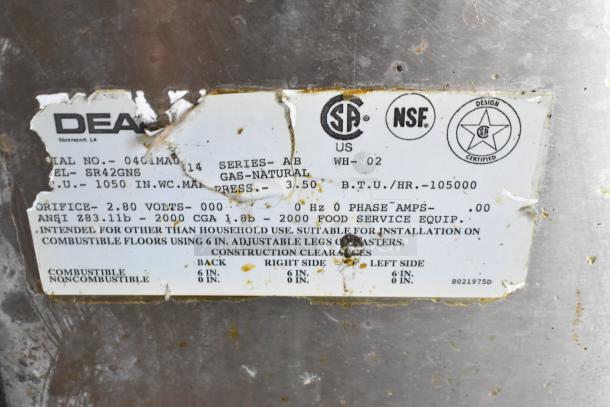 DEA
Shreveport, LA
CSA ® US
NSF.
DESIGN CSA CERTIFIED
IAL NO.- 0401MA 14 SERIES- AB WH- 02
EL- SR42GNS GAS-NATURAL
.U.- 1050 IN.WC.MA PRESS.- 3.50 B.T.U./HR.-105000
ORIFICE- 2.80 VOLTS- 000 0 Hz 0 PHASE AMPS- .00
ANSI Z83.11b - 2000 CGA 1.8b - 2000 FOOD SERVICE EQUIP.
INTENDED FOR OTHER THAN HOUSEHOLD USE. SUITABLE FOR INSTALLATION ON
COMBUSTIBLE FLOORS USING 6 IN. ADJUSTABLE LEGS OR CASTERS.
CONSTRUCTION CLEARANCES
BACK RIGHT SIDE LEFT SIDE
COMBUSTIBLE 6 IN. 6 IN. 6 IN.
NONCOMBUSTIBLE 0 IN. 0 IN. 0 IN.
8021975D